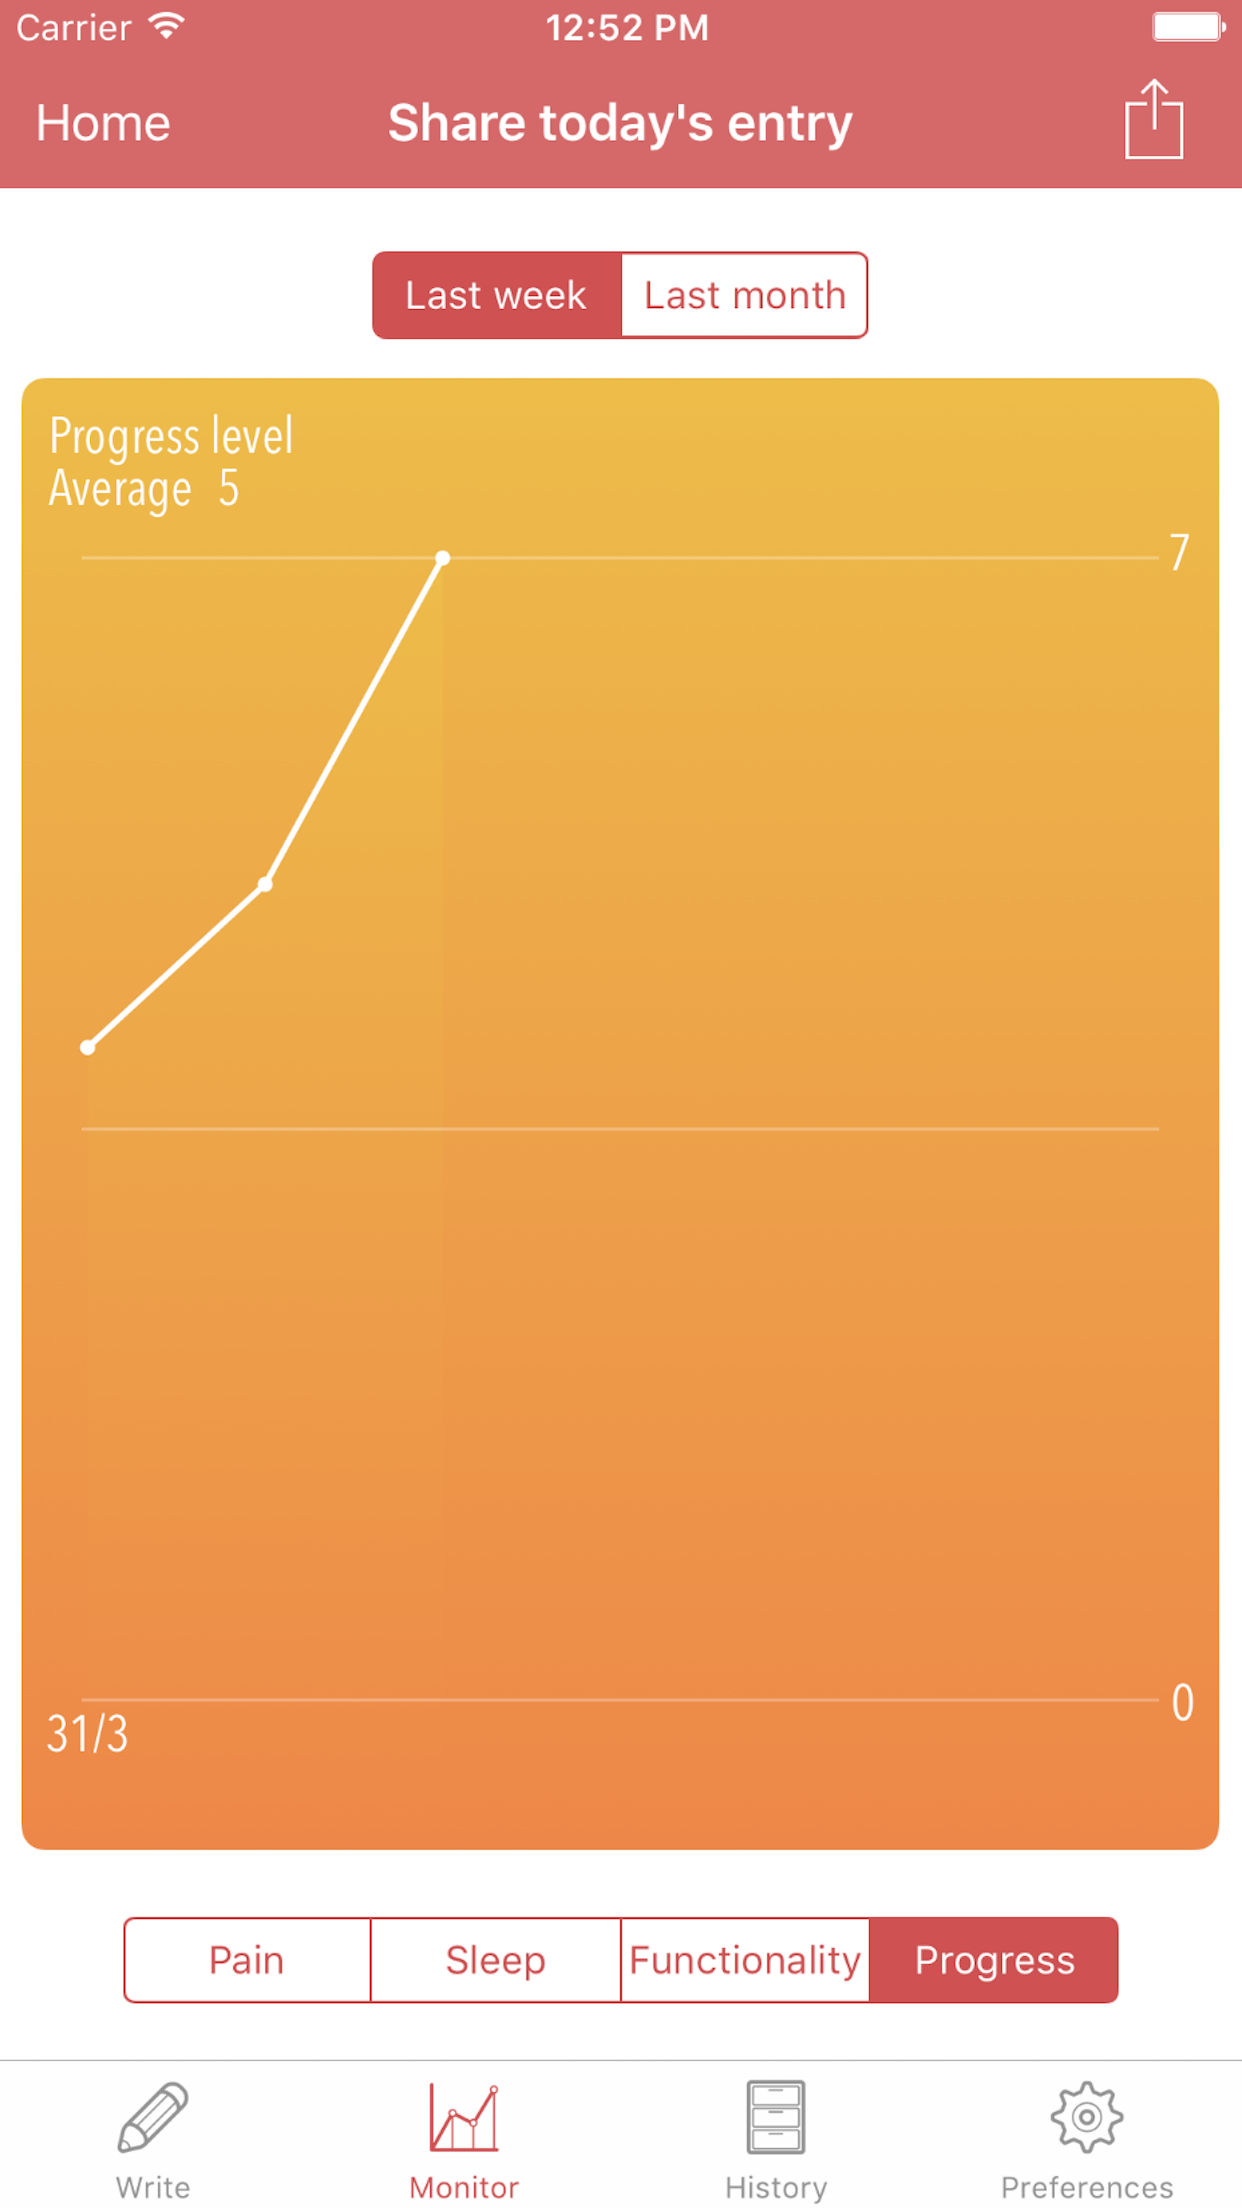 Carrier 12:52 PM
Home Share today's entry
Last week Last month
Progress level
Average 5
7
0
31/3
Pain Sleep Functionality Progress
Write Monitor History Preferences